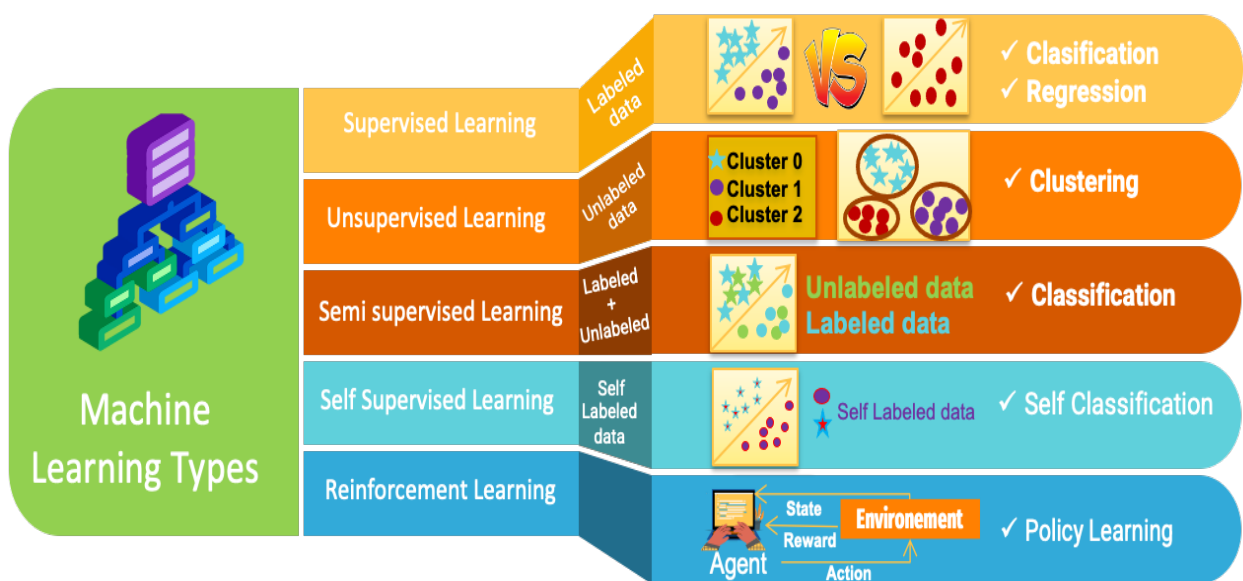 Machine
Learning Types
Supervised Learning
Labeled
data
VS
✓ Clasification
✓ Regression
Unsupervised Learning
Unlabeled
data
Cluster 0
Cluster 1
Cluster 2
✓ Clustering
Semi supervised Learning
Labeled
+
Unlabeled
Unlabeled data
Labeled data
✓ Classification
Self Supervised Learning
Self
Labeled
data
Self Labeled data
✓ Self Classification
Reinforcement Learning
Agent
State
Reward
Action
Environement
✓ Policy Learning